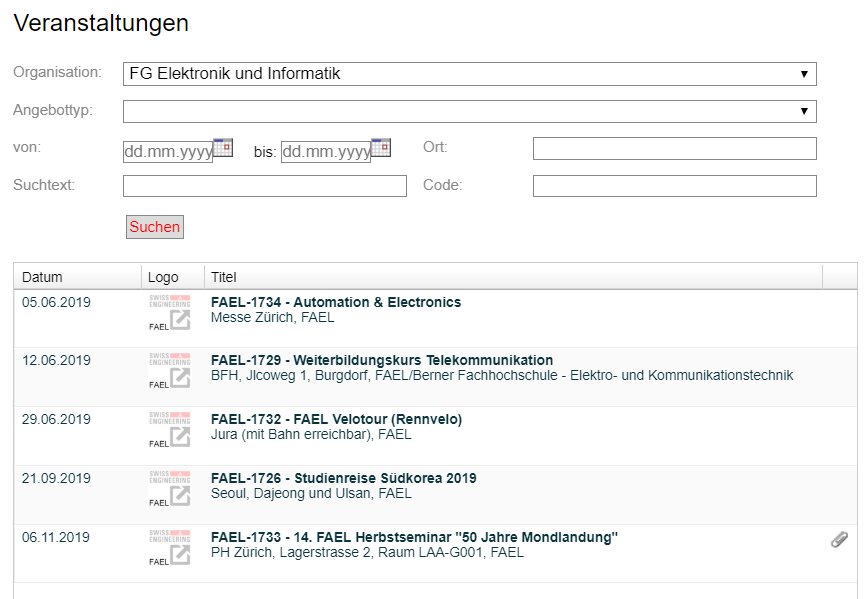 Veranstaltungen
Organisation: FG Elektronik und Informatik
Angebottyp:
von: dd.mm.yyyy bis: dd.mm.yyyy Ort:
Suchtext: Code:
Suchen
Datum Logo Titel
05.06.2019 SWISS ENGINEERING FAEL FAEL-1734 - Automation & Electronics
Messe Zürich, FAEL
12.06.2019 SWISS ENGINEERING FAEL FAEL-1729 - Weiterbildungskurs Telekommunikation
BFH, Jlcoweg 1, Burgdorf, FAEL/Berner Fachhochschule - Elektro- und Kommunikationstechnik
29.06.2019 SWISS ENGINEERING FAEL FAEL-1732 - FAEL Velotour (Rennvelo)
Jura (mit Bahn erreichbar), FAEL
21.09.2019 SWISS ENGINEERING FAEL FAEL-1726 - Studienreise Südkorea 2019
Seoul, Dajeong und Ulsan, FAEL
06.11.2019 SWISS ENGINEERING FAEL FAEL-1733 - 14. FAEL Herbstseminar "50 Jahre Mondlandung"
PH Zürich, Lagerstrasse 2, Raum LAA-G001, FAEL